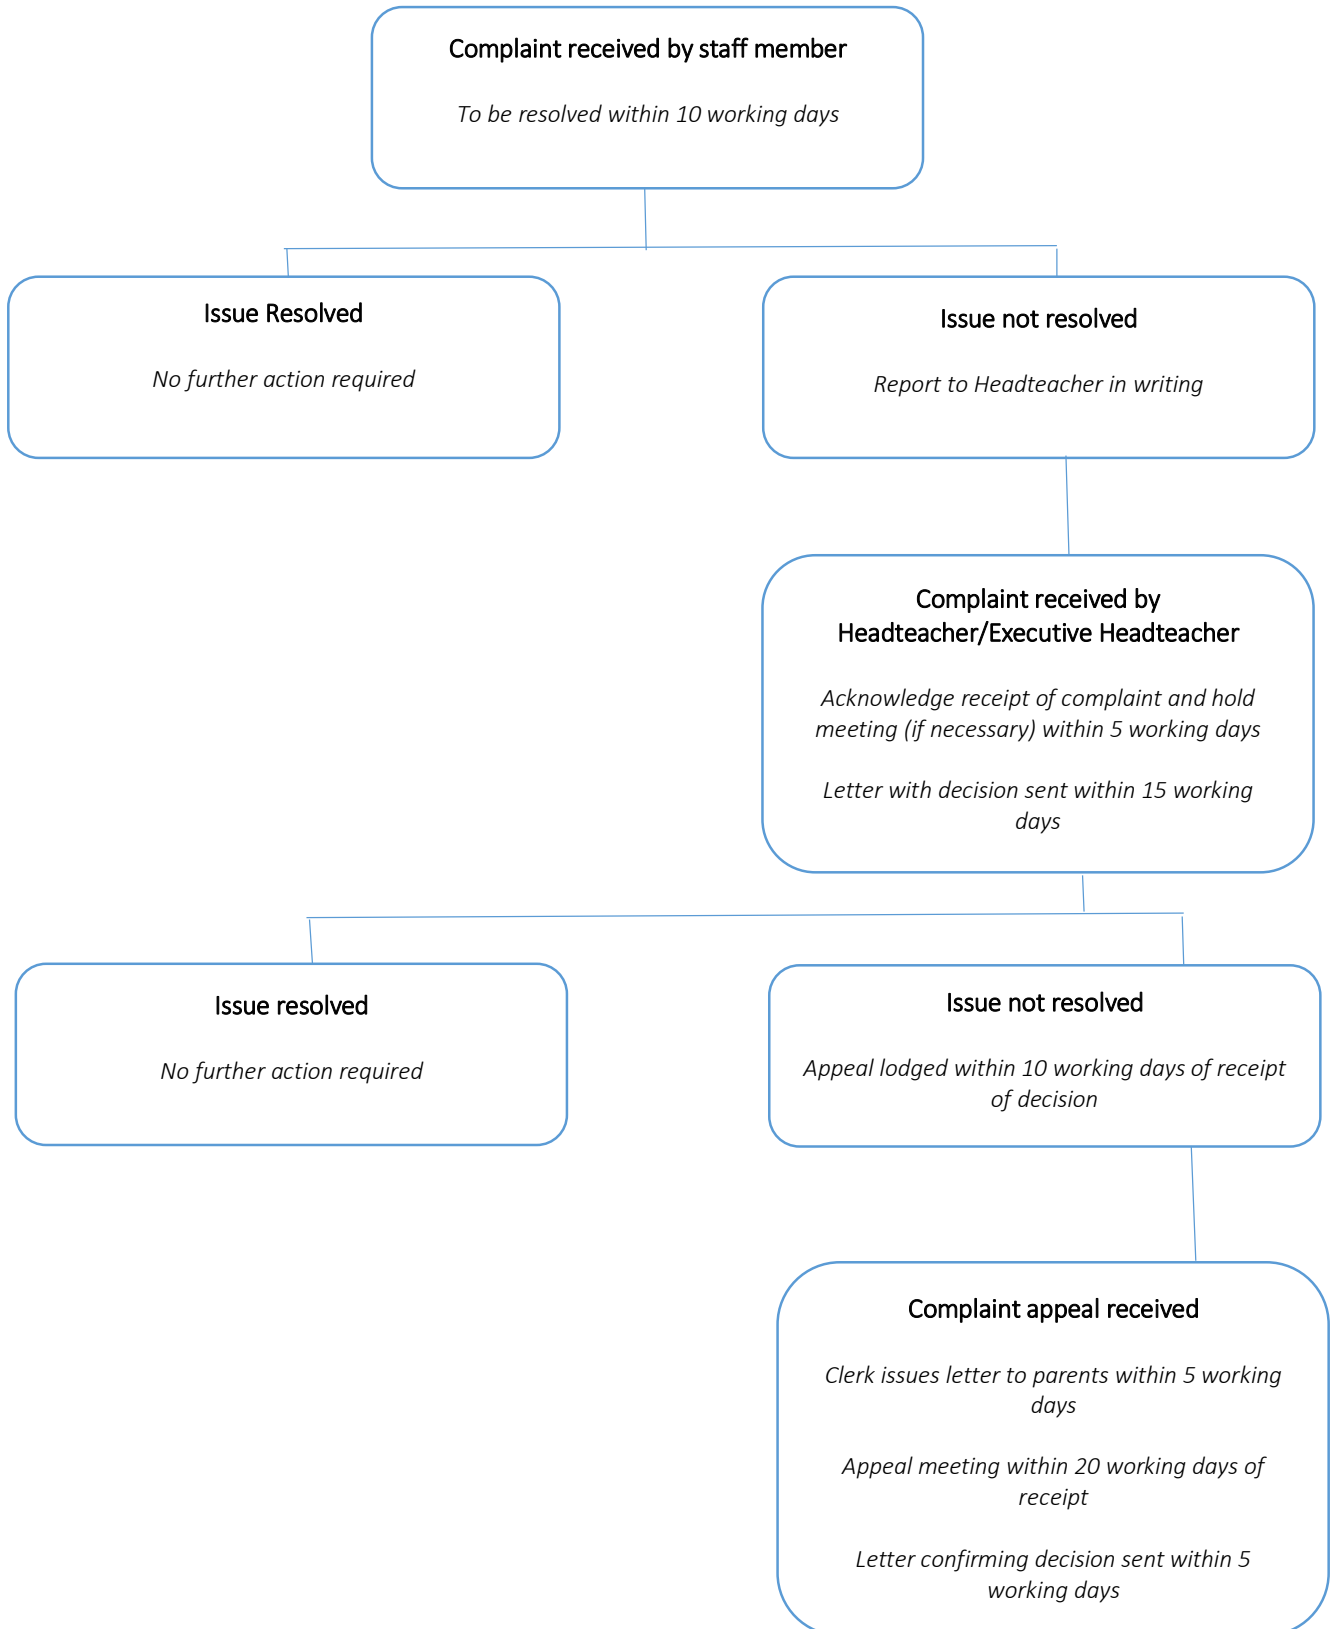 Complaint received by staff member
To be resolved within 10 working days
Issue Resolved
No further action required
Issue not resolved
Report to Headteacher in writing
Complaint received by
Headteacher/Executive Headteacher
Acknowledge receipt of complaint and hold
meeting (if necessary) within 5 working days
Letter with decision sent within 15 working
days
Issue resolved
No further action required
Issue not resolved
Appeal lodged within 10 working days of receipt
of decision
Complaint appeal received
Clerk issues letter to parents within 5 working
days
Appeal meeting within 20 working days of
receipt
Letter confirming decision sent within 5
working days